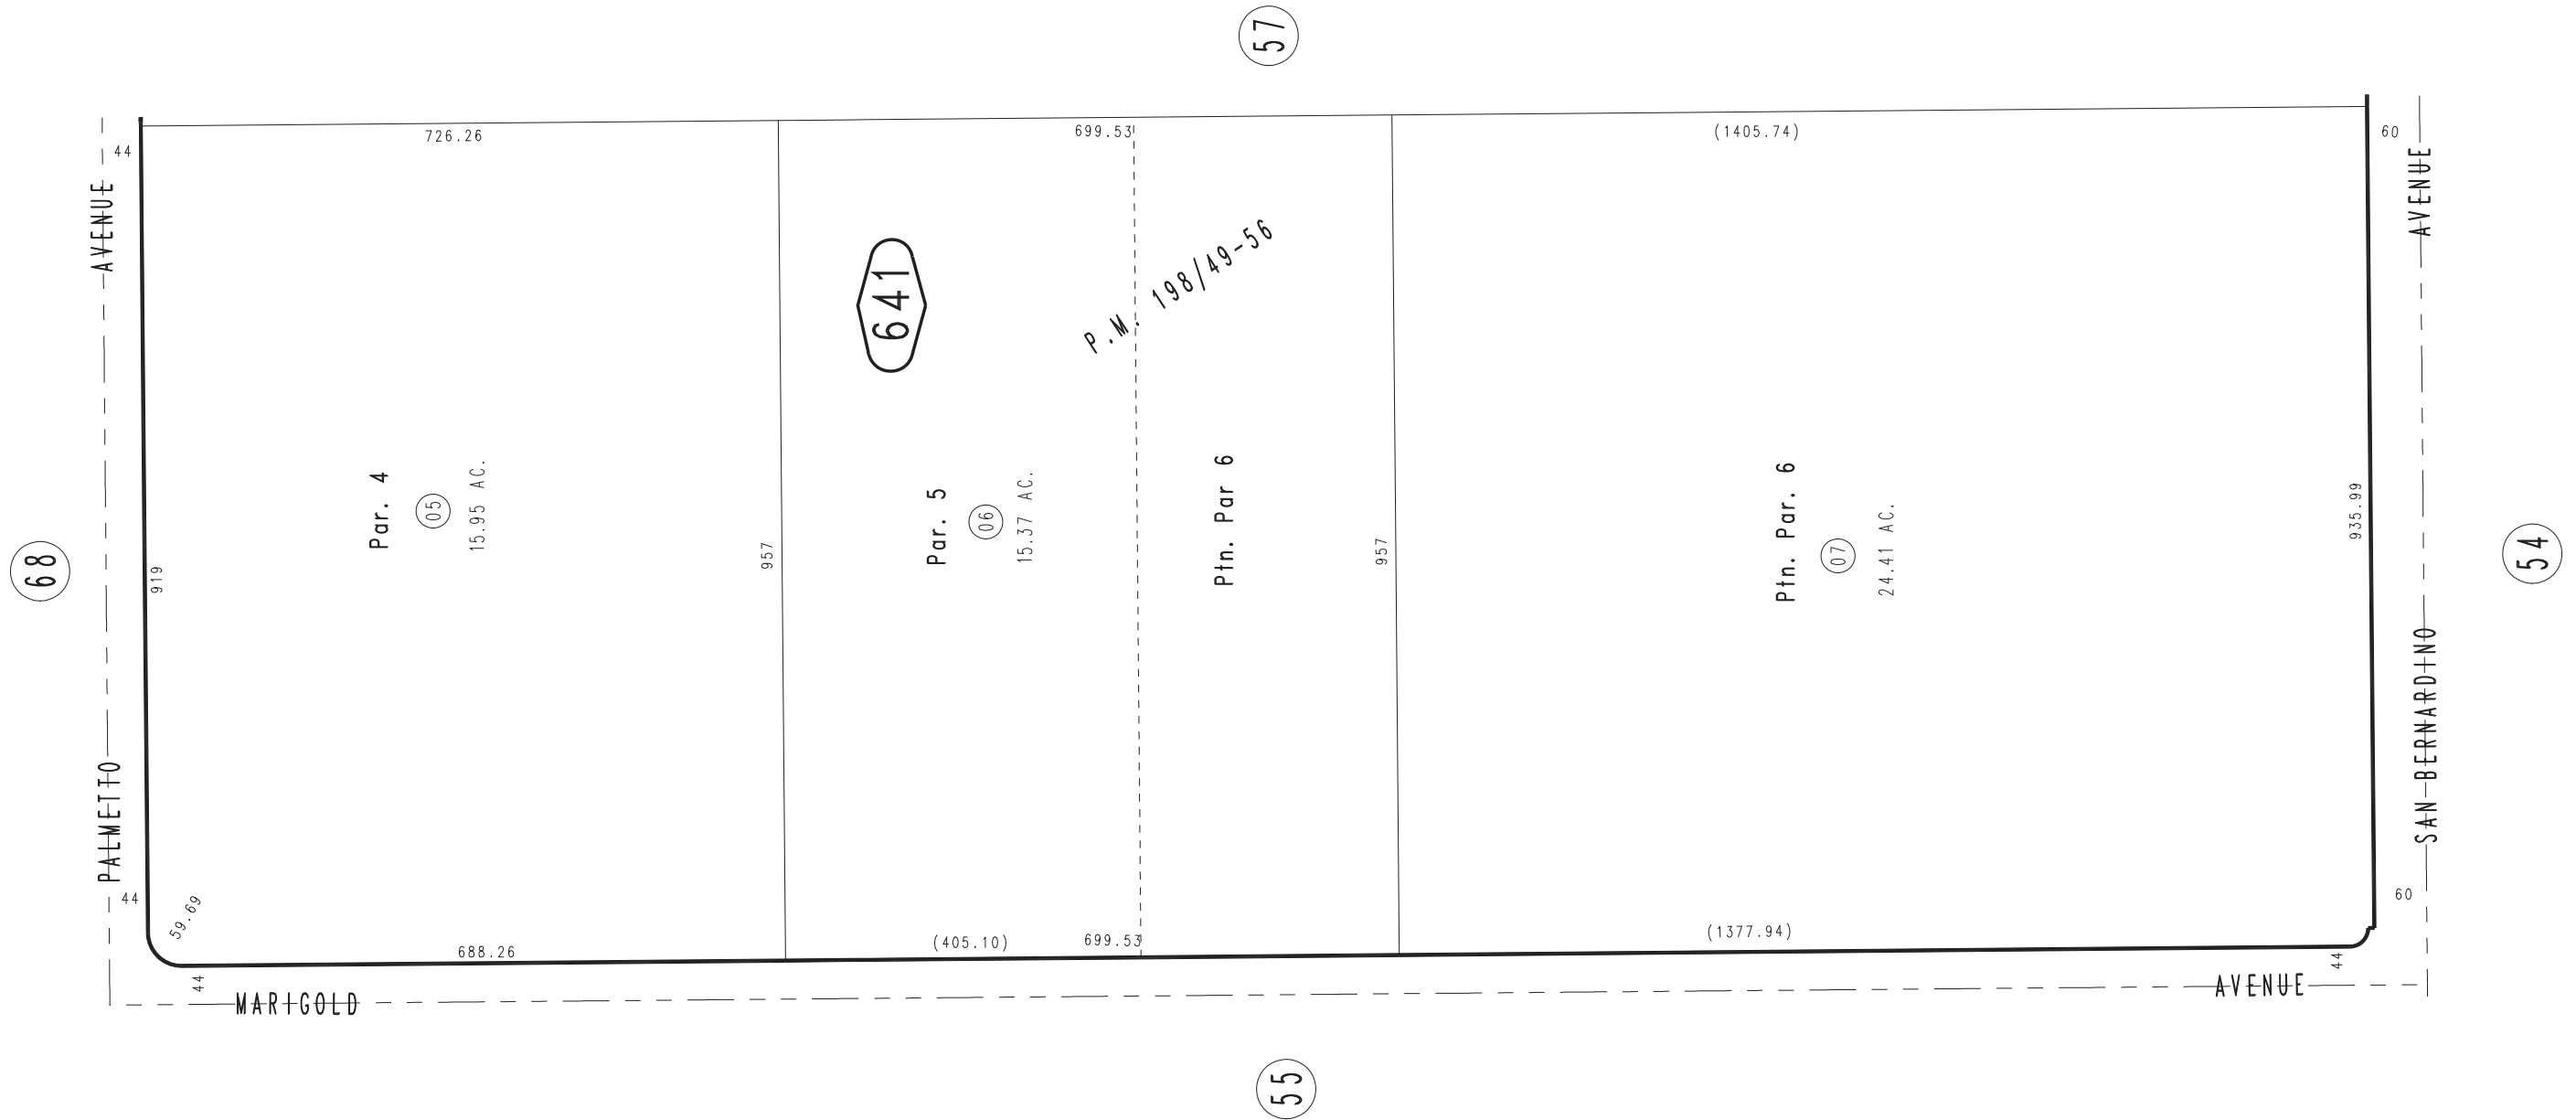 57
726.26
699.53
(1405.74)
44
60
AVENUE
AVENUE
641
P.M. 198/49-56
Par. 4
05
15.95 AC.
Par. 5
06
15.37 AC.
Ptn. Par 6
Ptn. Par. 6
07
24.41 AC.
68
919
957
957
935.99
54
PALMETTO
SAN BERNARDINO
44
59.69
60
688.26
(405.10)
699.53
(1377.94)
44
44
MARIGOLD
AVENUE
55